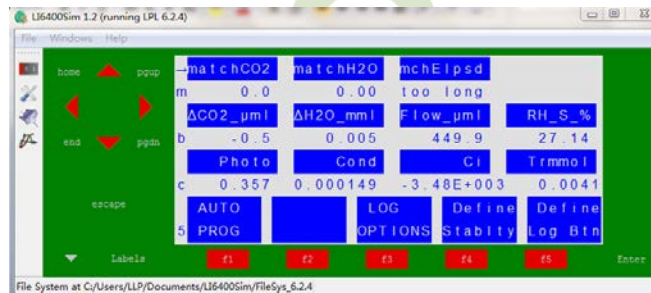 LI6400Sim 1.2 (running LPL 6.2.4)
File Windows Help
home pgup
end pgdn
escape
Labels
→matchCO2 matchH2O mchElpsd
m 0.0 0.00 too long
ΔCO2_µml ΔH2O_mml Flow_µml RH_S_%
b -0.5 0.005 449.9 27.14
Photo Cond Ci Trmmol
c 0.357 0.000149 -3.48E+003 0.0041
AUTO LOG Define Define
5 PROG OPTIONS Stablty Log Btn
f1 f2 f3 f4 f5 Enter
File System at C:/Users/LLP/Documents/LI6400Sim/FileSys_6.2.4